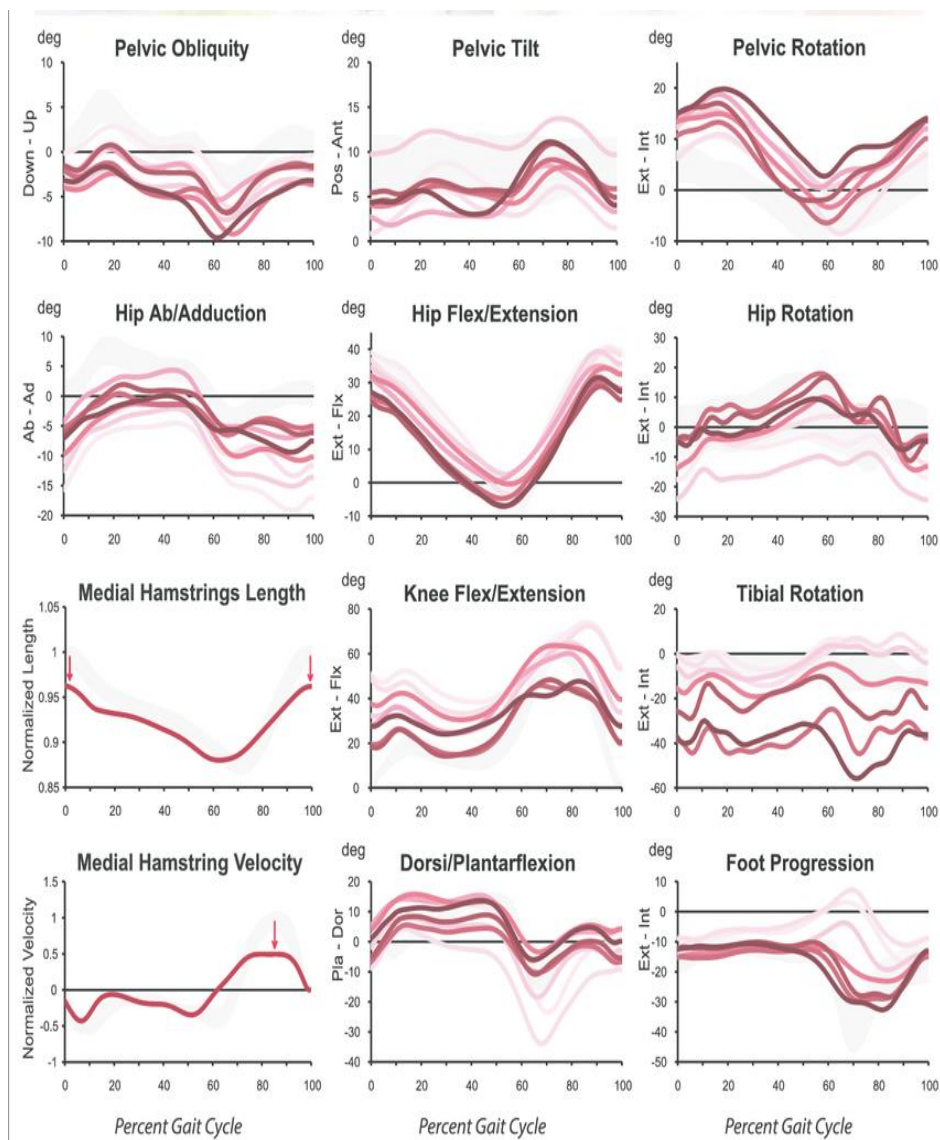 deg deg deg
Pelvic Obliquity Pelvic Tilt Pelvic Rotation
Down - Up
10
5
0
-5
-10
0 20 40 60 80 100
Pos - Ant
20
15
10
5
0
0 20 40 60 80 100
Ext - Int
20
10
0
-10
0 20 40 60 80 100
deg deg deg
Hip Ab/Adduction Hip Flex/Extension Hip Rotation
Ab - Ad
10
5
0
-5
-10
-15
-20
0 20 40 60 80 100
Ext - Flx
40
30
20
10
0
-10
0 20 40 60 80 100
Ext - Int
30
20
10
0
-10
-20
-30
0 20 40 60 80 100
deg deg
Medial Hamstrings Length Knee Flex/Extension Tibial Rotation
Normalized Length
1.05
1
0.95
0.9
0.85
0 20 40 60 80 100
Ext - Flx
80
60
40
20
0
0 20 40 60 80 100
Ext - Int
20
0
-20
-40
-60
0 20 40 60 80 100
deg deg
Medial Hamstring Velocity Dorsi/Plantarflexion Foot Progression
Normalized Velocity
1.5
1
0.5
0
-0.5
-1
0 20 40 60 80 100
Pla - Dor
20
10
0
-10
-20
-30
-40
0 20 40 60 80 100
Ext - Int
10
0
-10
-20
-30
-40
-50
0 20 40 60 80 100
Percent Gait Cycle Percent Gait Cycle Percent Gait Cycle